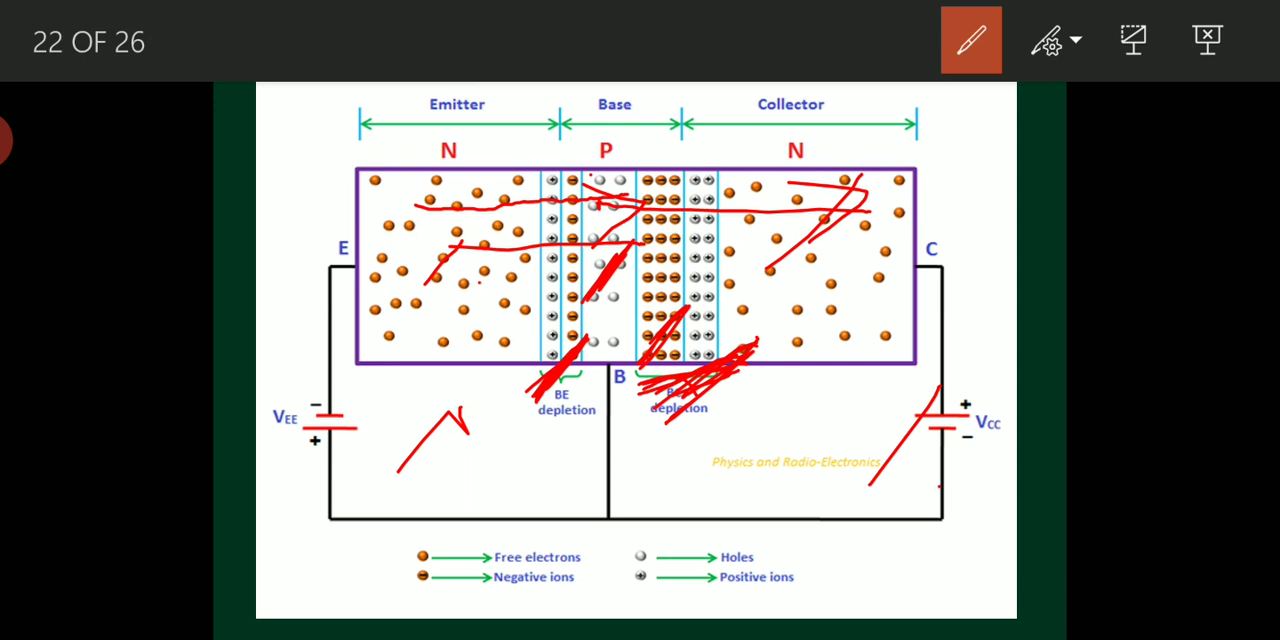 22 OF 26
Emitter Base Collector
N P N
E C
B
BE
depletion
depletion
VEE − +
+ − VCC
Physics and Radio-Electronics
Free electrons Holes
Negative ions Positive ions